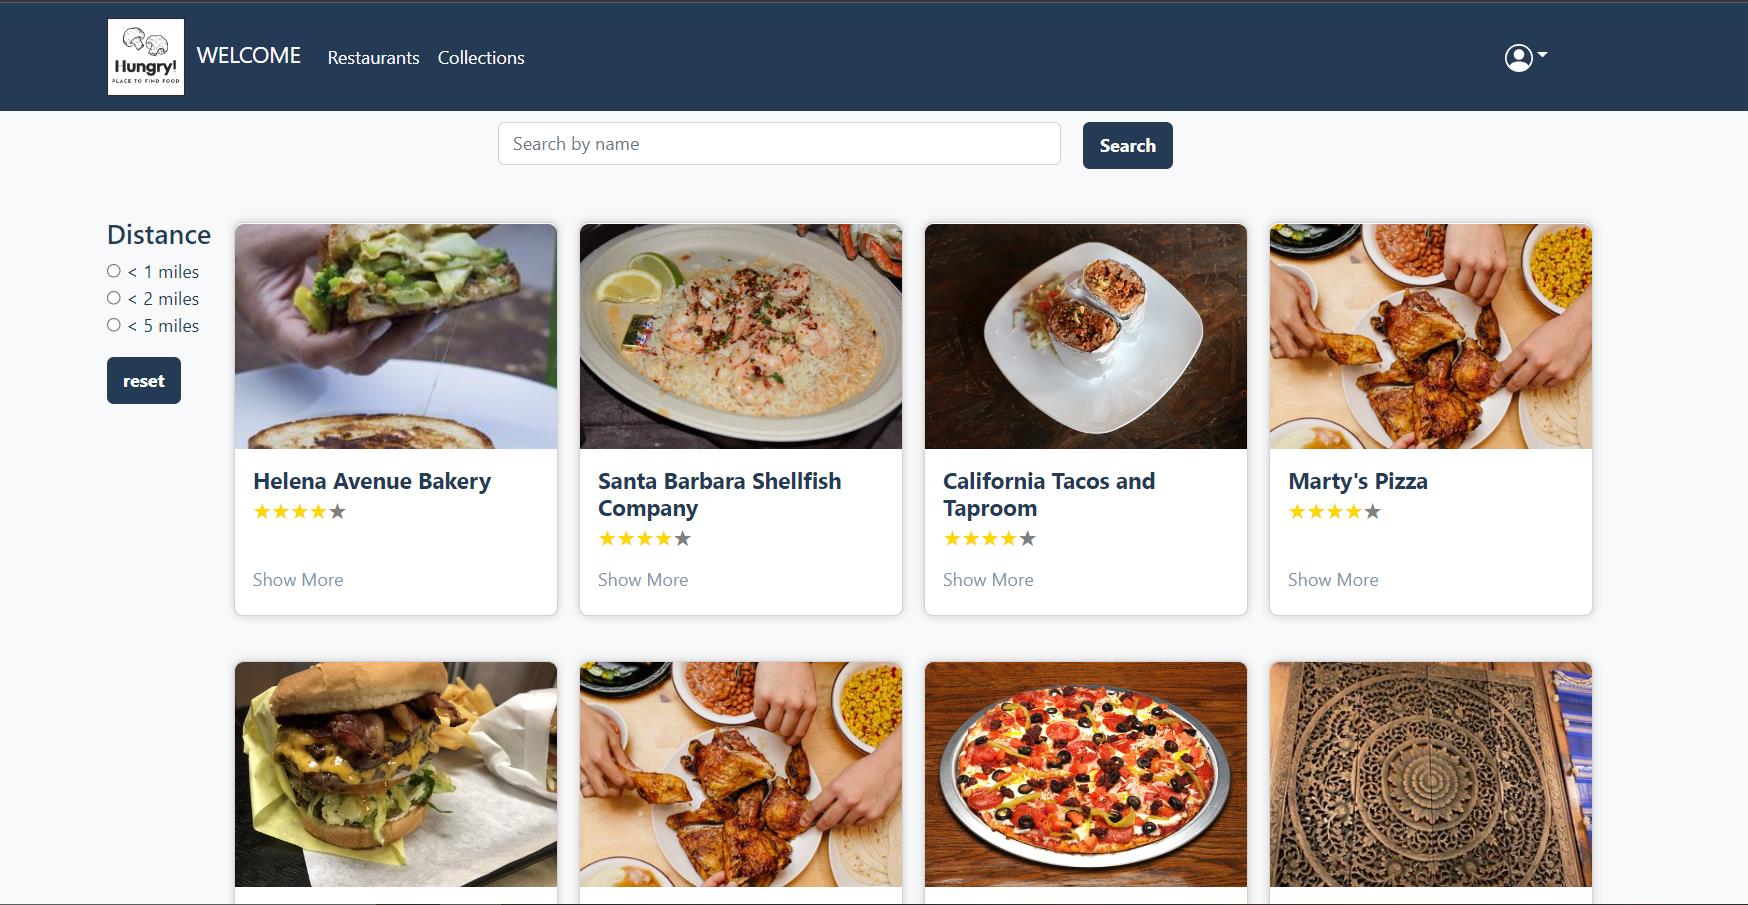 Hungry!
PLACE TO FIND FOOD
WELCOME
Restaurants
Collections
Search by name
Search
Distance
< 1 miles
< 2 miles
< 5 miles
reset
Helena Avenue Bakery
★★★★★
Show More
Santa Barbara Shellfish
Company
★★★★★
Show More
California Tacos and
Taproom
★★★★★
Show More
Marty's Pizza
★★★★★
Show More